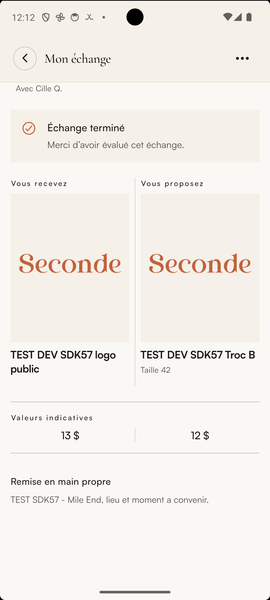 12:12
Mon échange
Avec Cille Q.
Échange terminé
Merci d'avoir évalué cet échange.
Vous recevez
Vous proposez
Seconde
Seconde
TEST DEV SDK57 logo public
TEST DEV SDK57 Troc B
Taille 42
Valeurs indicatives
13 $
12 $
Remise en main propre
TEST SDK57 - Mile End, lieu et moment a convenir.